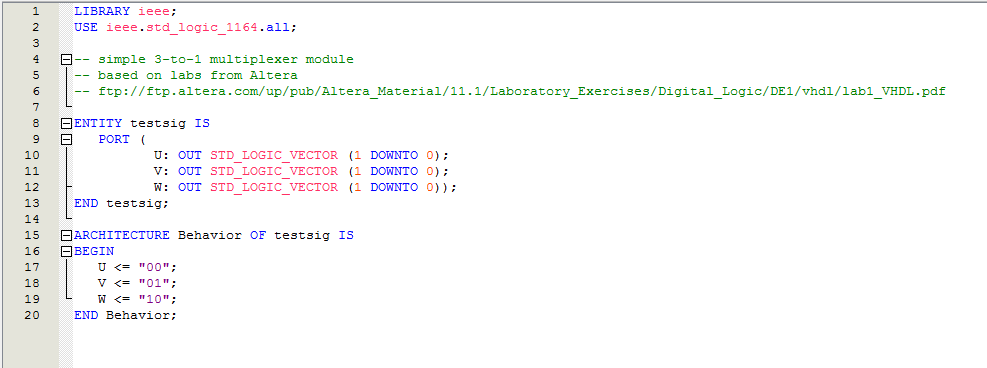 1 LIBRARY ieee;
2 USE ieee.std_logic_1164.all;
3
4 -- simple 3-to-1 multiplexer module
5 -- based on labs from Altera
6 -- ftp://ftp.altera.com/up/pub/Altera_Material/11.1/Laboratory_Exercises/Digital_Logic/DE1/vhdl/lab1_VHDL.pdf
7
8 ENTITY testsig IS
9 PORT (
10 U: OUT STD_LOGIC_VECTOR (1 DOWNTO 0);
11 V: OUT STD_LOGIC_VECTOR (1 DOWNTO 0);
12 W: OUT STD_LOGIC_VECTOR (1 DOWNTO 0));
13 END testsig;
14
15 ARCHITECTURE Behavior OF testsig IS
16 BEGIN
17 U <= "00";
18 V <= "01";
19 W <= "10";
20 END Behavior;